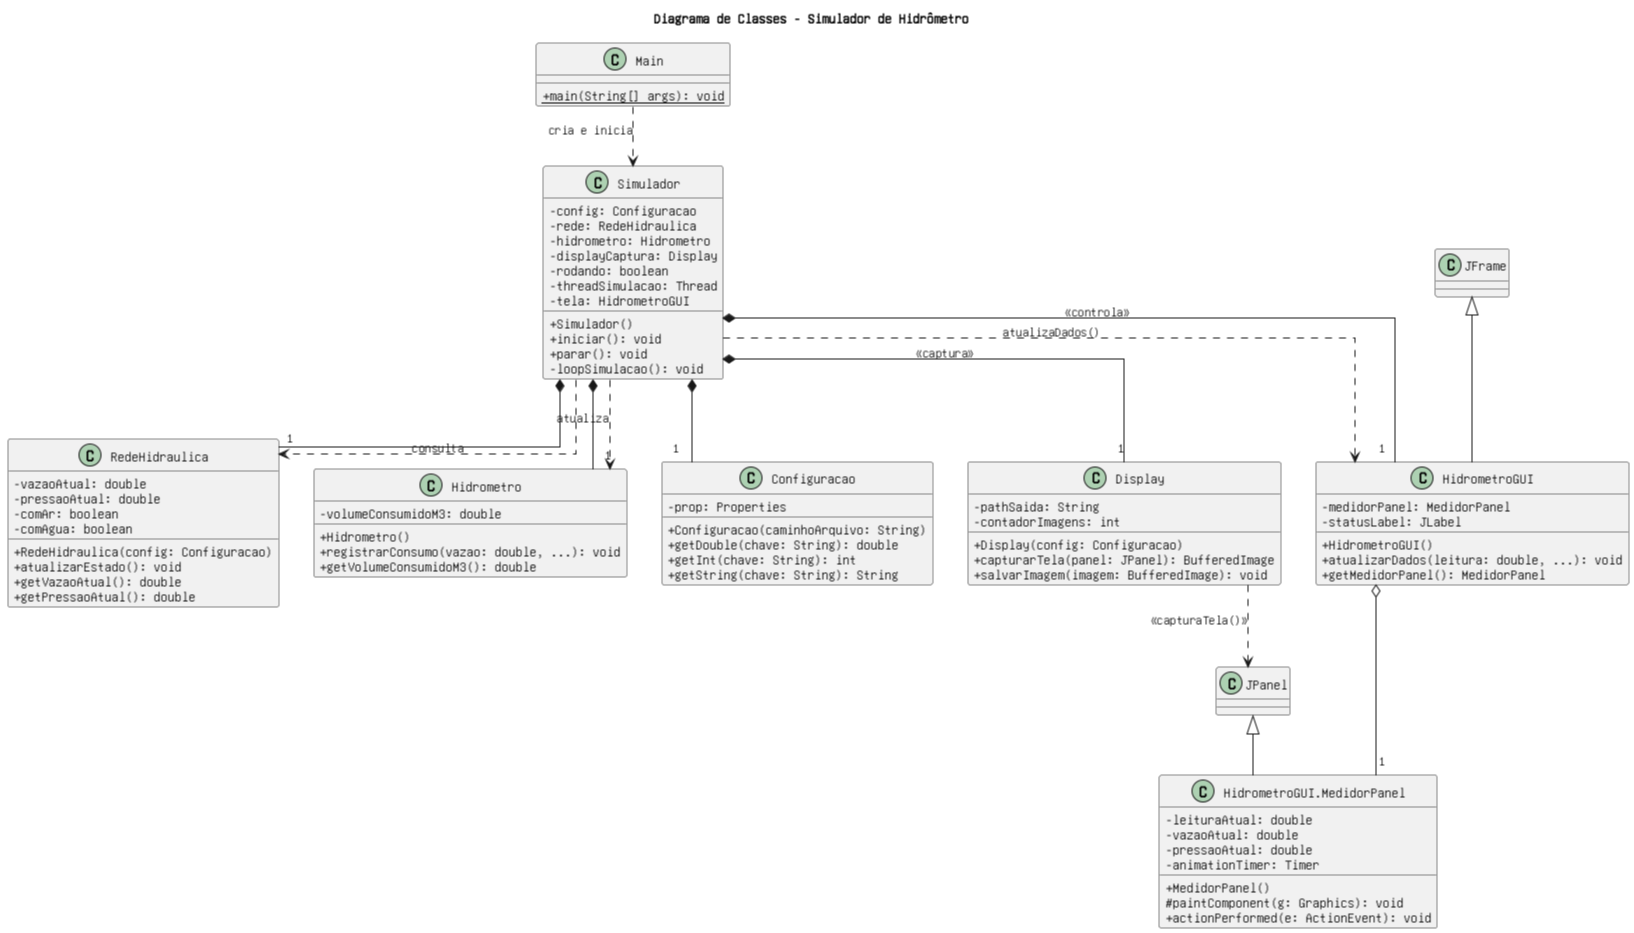 Diagrama de Classes - Simulador de Hidrômetro
C Main
+main(String[] args): void
cria e inicia
C Simulador
-config: Configuracao
-rede: RedeHidraulica
-hidrometro: Hidrometro
-displayCaptura: Display
-rodando: boolean
-threadSimulacao: Thread
-tela: HidrometroGUI
+Simulador()
+iniciar(): void
+parar(): void
-loopSimulacao(): void
C JFrame
«controla»
atualizaDados()
«captura»
atualiza
consulta
1
1
1
1
C RedeHidraulica
-vazaoAtual: double
-pressaoAtual: double
-comAr: boolean
-comAgua: boolean
+RedeHidraulica(config: Configuracao)
+atualizarEstado(): void
+getVazaoAtual(): double
+getPressaoAtual(): double
C Hidrometro
-volumeConsumidoM3: double
+Hidrometro()
+registrarConsumo(vazao: double, ...): void
+getVolumeConsumidoM3(): double
C Configuracao
-prop: Properties
+Configuracao(caminhoArquivo: String)
+getDouble(chave: String): double
+getInt(chave: String): int
+getString(chave: String): String
C Display
-pathSaida: String
-contadorImagens: int
+Display(config: Configuracao)
+capturarTela(panel: JPanel): BufferedImage
+salvarImagem(imagem: BufferedImage): void
C HidrometroGUI
-medidorPanel: MedidorPanel
-statusLabel: JLabel
+HidrometroGUI()
+atualizarDados(leitura: double, ...): void
+getMedidorPanel(): MedidorPanel
«capturaTela()»
C JPanel
1
C HidrometroGUI.MedidorPanel
-leituraAtual: double
-vazaoAtual: double
-pressaoAtual: double
-animationTimer: Timer
+MedidorPanel()
#paintComponent(g: Graphics): void
+actionPerformed(e: ActionEvent): void